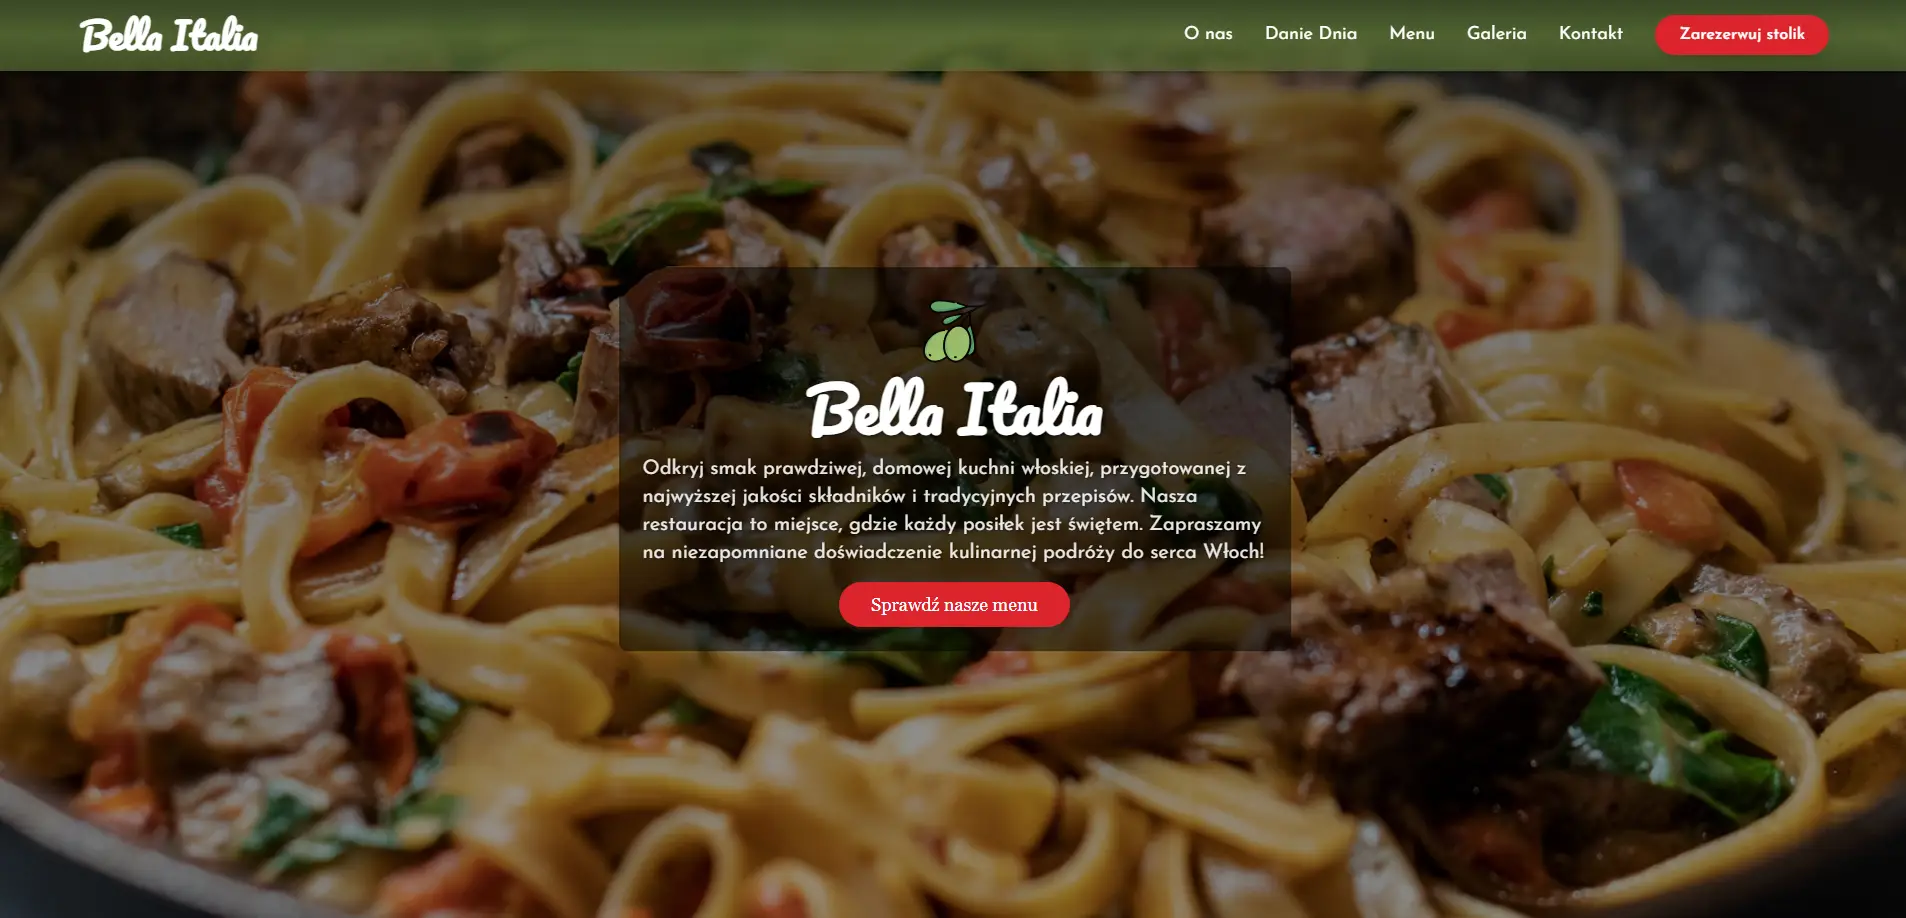 Bella Italia
O nas
Danie Dnia
Menu
Galeria
Kontakt
Zarezerwuj stolik
Bella Italia
Odkryj smak prawdziwej, domowej kuchni włoskiej, przygotowanej z
najwyższej jakości składników i tradycyjnych przepisów. Nasza
restauracja to miejsce, gdzie każdy posiłek jest świętem. Zapraszamy
na niezapomniane doświadczenie kulinarnej podróży do serca Włoch!
Sprawdź nasze menu